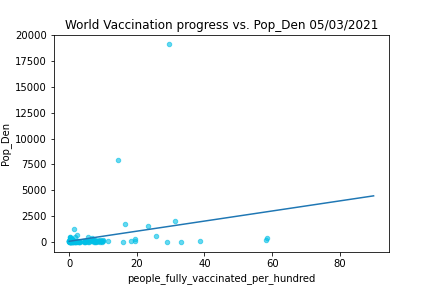 World Vaccination progress vs. Pop_Den 05/03/2021
20000
17500
15000
12500
10000
7500
5000
2500
0
Pop_Den
0 20 40 60 80
people_fully_vaccinated_per_hundred